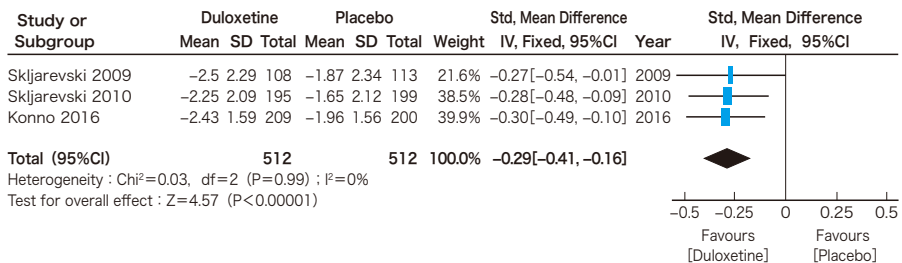 Study or Duloxetine Placebo Std, Mean Difference Std, Mean Difference
Subgroup Mean SD Total Mean SD Total Weight IV, Fixed, 95%CI Year IV, Fixed, 95%CI
Skljarevski 2009 −2.5 2.29 108 −1.87 2.34 113 21.6% −0.27[−0.54, −0.01] 2009
Skljarevski 2010 −2.25 2.09 195 −1.65 2.12 199 38.5% −0.28[−0.48, −0.09] 2010
Konno 2016 −2.43 1.59 209 −1.96 1.56 200 39.9% −0.30[−0.49, −0.10] 2016
Total (95%CI) 512 512 100.0% −0.29[−0.41, −0.16]
Heterogeneity：Chi²＝0.03, df＝2 (P＝0.99)；I²＝0%
Test for overall effect：Z＝4.57 (P＜0.00001)
−0.5 −0.25 0 0.25 0.5
Favours Favours
[Duloxetine] [Placebo]